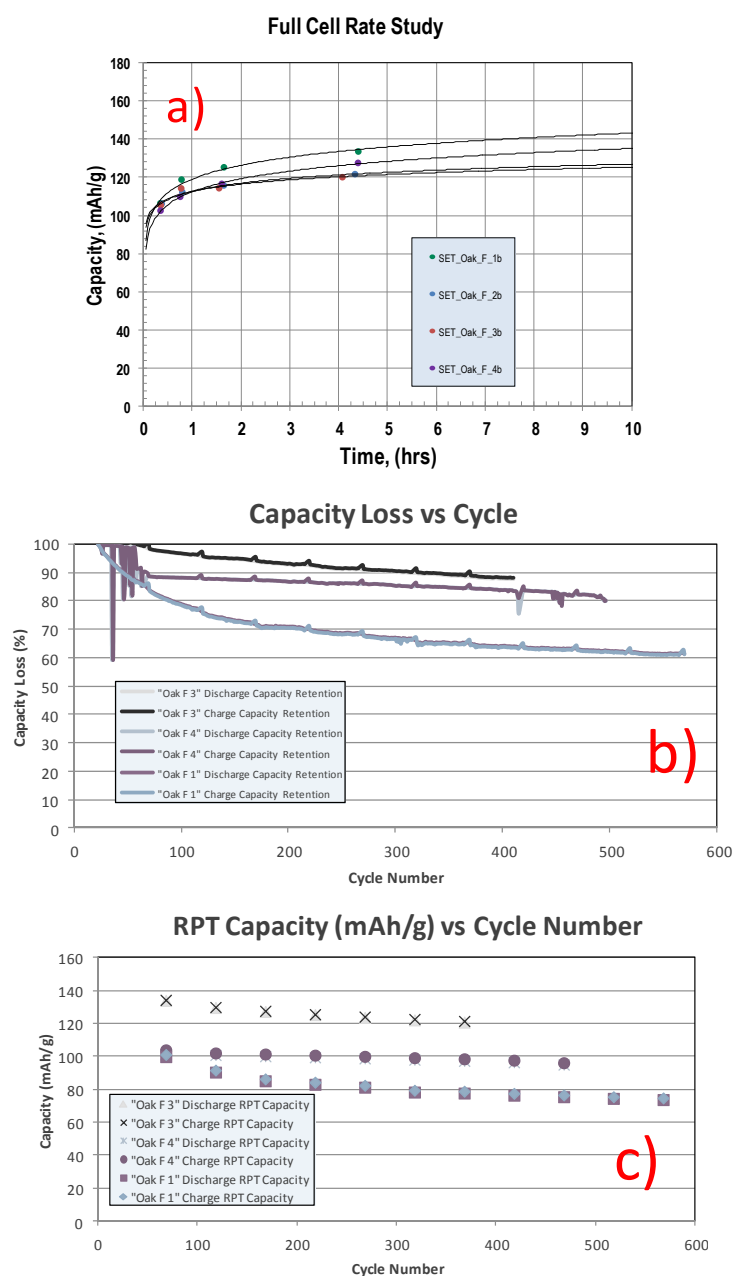 Full Cell Rate Study
a)
Capacity, (mAh/g)
180
160
140
120
100
80
60
40
20
0
SET_Oak_F_1b
SET_Oak_F_2b
SET_Oak_F_3b
SET_Oak_F_4b
0 1 2 3 4 5 6 7 8 9 10
Time, (hrs)
Capacity Loss vs Cycle
Capacity Loss (%)
100
90
80
70
60
50
40
30
20
10
0
"Oak F 3" Discharge Capacity Retention
"Oak F 3" Charge Capacity Retention
"Oak F 4" Discharge Capacity Retention
"Oak F 4" Charge Capacity Retention
"Oak F 1" Discharge Capacity Retention
"Oak F 1" Charge Capacity Retention
b)
0 100 200 300 400 500 600
Cycle Number
RPT Capacity (mAh/g) vs Cycle Number
Capacity (mAh/g)
160
140
120
100
80
60
40
20
0
"Oak F 3" Discharge RPT Capacity
"Oak F 3" Charge RPT Capacity
"Oak F 4" Discharge RPT Capacity
"Oak F 4" Charge RPT Capacity
"Oak F 1" Discharge RPT Capacity
"Oak F 1" Charge RPT Capacity
c)
0 100 200 300 400 500 600
Cycle Number